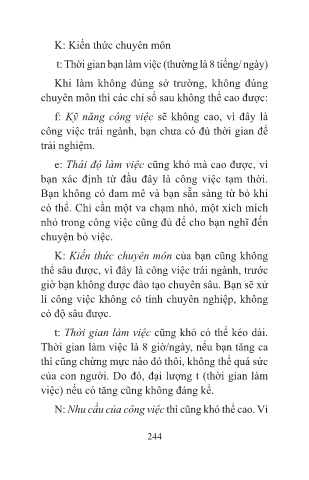 K: Kiến thức chuyên môn
t: Thời gian bạn làm việc (thường là 8 tiếng/ ngày)
Khi làm không đúng sở trường, không đúng
chuyên môn thì các chỉ số sau không thể cao được:
f: Kỹ năng công việc sẽ không cao, vì đây là
công việc trái ngành, bạn chưa có đủ thời gian để
trải nghiệm.
e: Thái độ làm việc cũng khó mà cao được, vì
bạn xác định từ đầu đây là công việc tạm thời.
Bạn không có đam mê và bạn sẵn sàng từ bỏ khi
có thể. Chỉ cần một va chạm nhỏ, một xích mích
nhỏ trong công việc cũng đủ để cho bạn nghĩ đến
chuyện bỏ việc.
K: Kiến thức chuyên môn của bạn cũng không
thể sâu được, vì đây là công việc trái ngành, trước
giờ bạn không được đào tạo chuyên sâu. Bạn sẽ xử
lí công việc không có tính chuyên nghiệp, không
có độ sâu được.
t: Thời gian làm việc cũng khó có thể kéo dài.
Thời gian làm việc là 8 giờ/ngày, nếu bạn tăng ca
thì cũng chừng mực nào đó thôi, không thể quá sức
của con người. Do đó, đại lượng t (thời gian làm
việc) nếu có tăng cũng không đáng kể.
N: Nhu cầu của công việc thì cũng khó thể cao. Vì
244